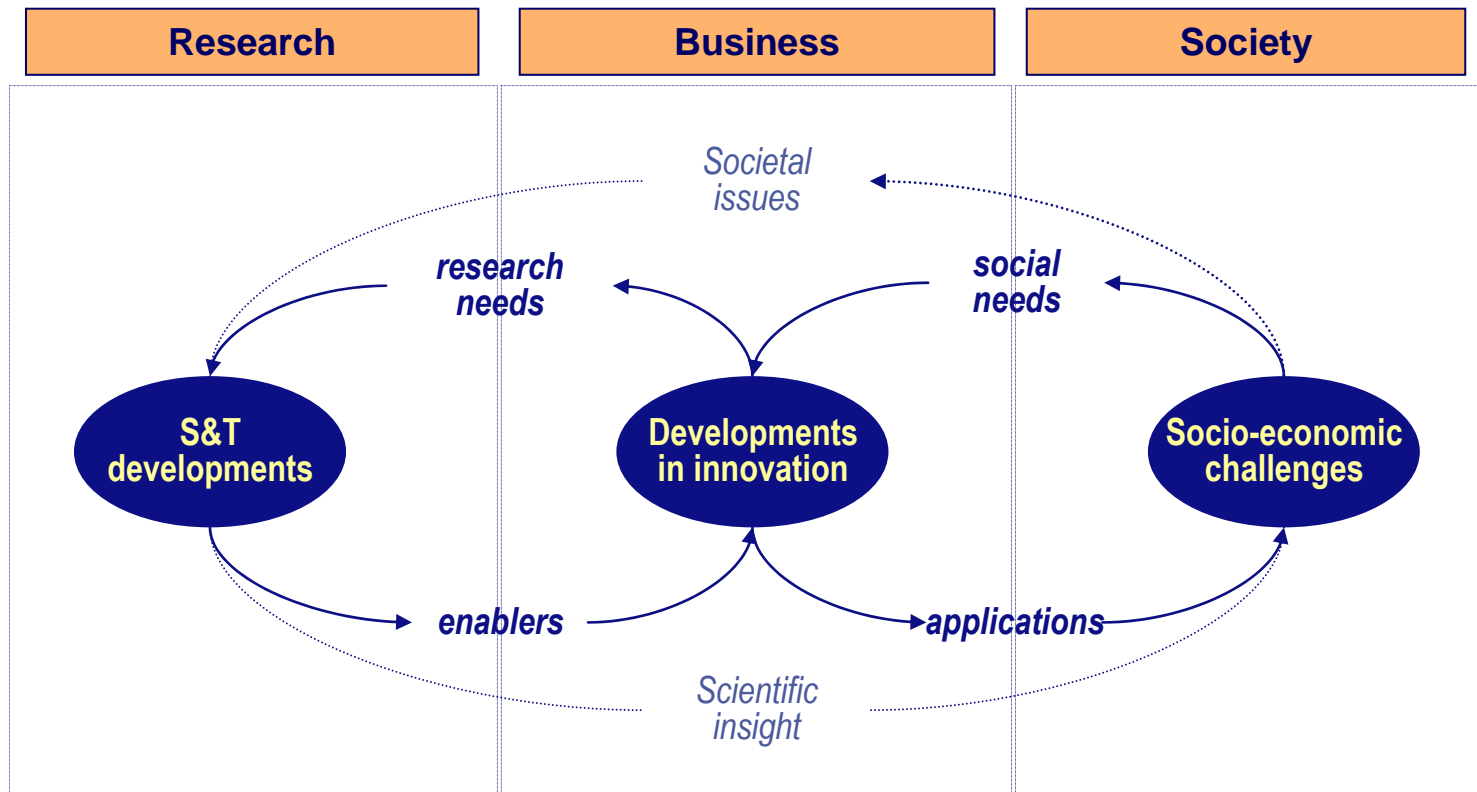 Research
Business
Society
Societal
issues
research
needs
social
needs
S&T
developments
Developments
in innovation
Socio-economic
challenges
enablers
applications
Scientific
insight